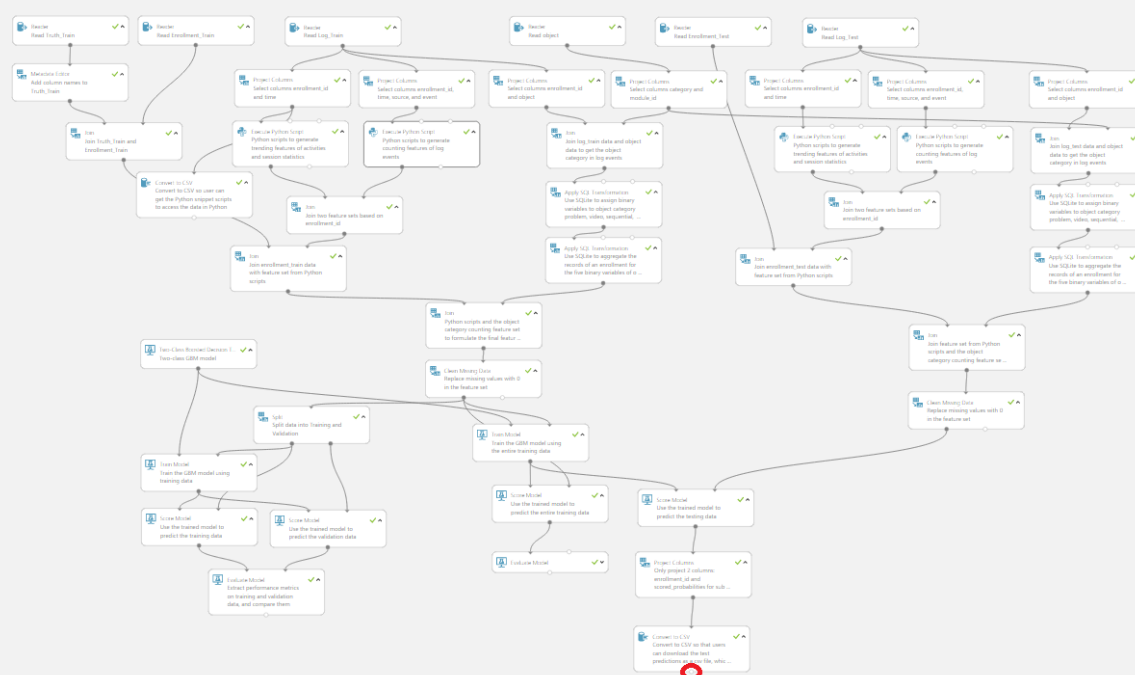 Reader
Read Truth_Train
Reader
Read Enrollment_Train
Reader
Read Log_Train
Reader
Read object
Reader
Read Enrollment_Test
Reader
Read Log_Test
Metadata Editor
Add column names to
Truth_Train
Project Columns
Select columns enrollment_id
and time
Project Columns
Select columns enrollment_id,
time, source, and event
Project Columns
Select columns enrollment_id
and object
Project Columns
Select columns category and
module_id
Project Columns
Select columns enrollment_id
and time
Project Columns
Select columns enrollment_id,
time, source, and event
Project Columns
Select columns enrollment_id
and object
Join
Join Truth_Train and
Enrollment_Train
Execute Python Script
Python scripts to generate
trending features of activities
and session statistics
Execute Python Script
Python scripts to generate
counting features of log
events
Join
Join log_train data and object
data to get the object
category in log events
Execute Python Script
Python scripts to generate
trending features of activities
and session statistics
Execute Python Script
Python scripts to generate
counting features of log
events
Join
Join log_test data and object
data to get the object
category in log events
Convert to CSV
Convert to CSV so user can
get the Python snippet scripts
to access the data in Python
Join
Join two feature sets based on
enrollment_id
Apply SQL Transformation
Use SQLite to assign binary
variables to object category
problem, video, sequential, ...
Join
Join two feature sets based on
enrollment_id
Apply SQL Transformation
Use SQLite to assign binary
variables to object category
problem, video, sequential, ...
Join
Join enrollment_train data
with feature set from Python
scripts
Apply SQL Transformation
Use SQLite to aggregate the
records of an enrollment for
the five binary variables of o ...
Join
Join enrollment_test data with
feature set from Python scripts
Apply SQL Transformation
Use SQLite to aggregate the
records of an enrollment for
the five binary variables of o ...
Join
Python scripts and the object
category counting feature set
to formulate the final featur ...
Join
Join feature set from Python
scripts and the object
category counting feature se ...
Two-Class Boosted Decision T...
Two-class GBM model
Clean Missing Data
Replace missing values with 0
in the feature set
Clean Missing Data
Replace missing values with 0
in the feature set
Split
Split data into Training and
Validation
Train Model
Train the GBM model using
the entire training data
Train Model
Train the GBM model using
training data
Score Model
Use the trained model to
predict the entire training data
Score Model
Use the trained model to
predict the testing data
Score Model
Use the trained model to
predict the training data
Score Model
Use the trained model to
predict the validation data
Evaluate Model
Project Columns
Only project 2 columns
enrollment_id and
scored_probabilities for sub ...
Evaluate Model
Extract performance metrics
on training and validation
data, and compare them
Convert to CSV
Convert to CSV so that users
can download the test
predictions as a csv file, whic ...